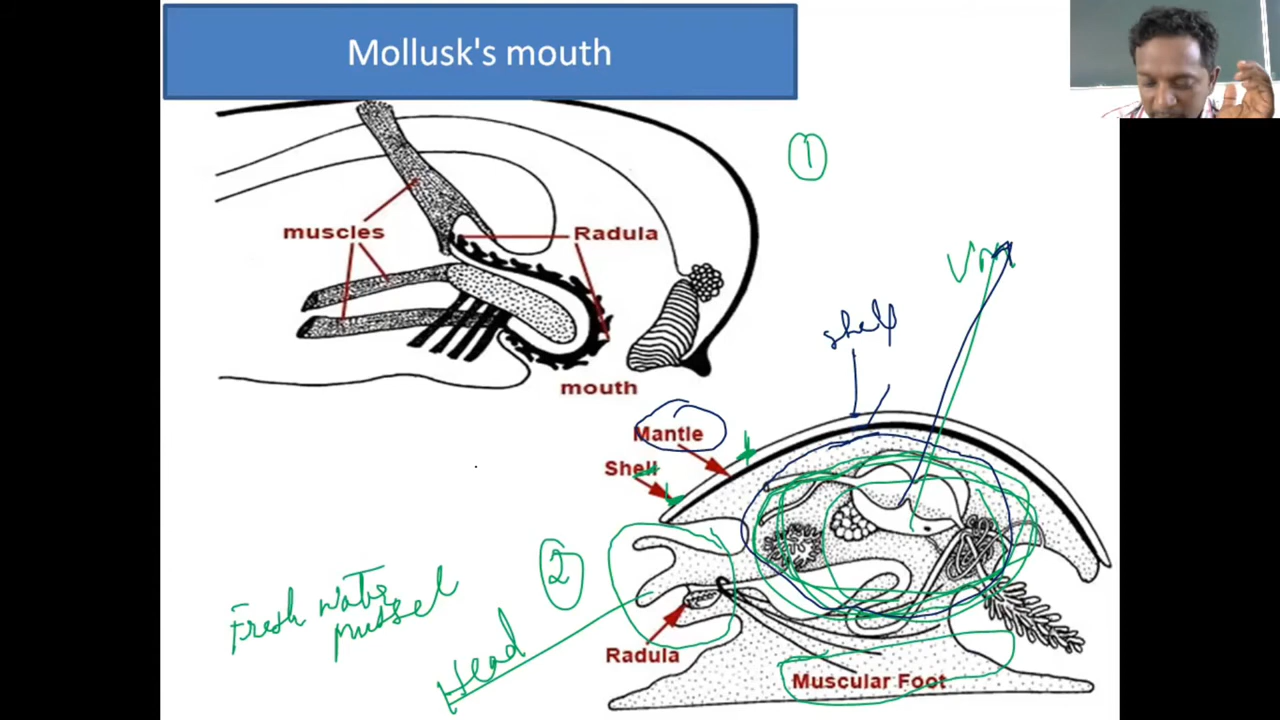 Mollusk's mouth
①
muscles
Radula
mouth
shell
Mantle
Shell
②
Fresh water
mussel
Head
Radula
Muscular Foot